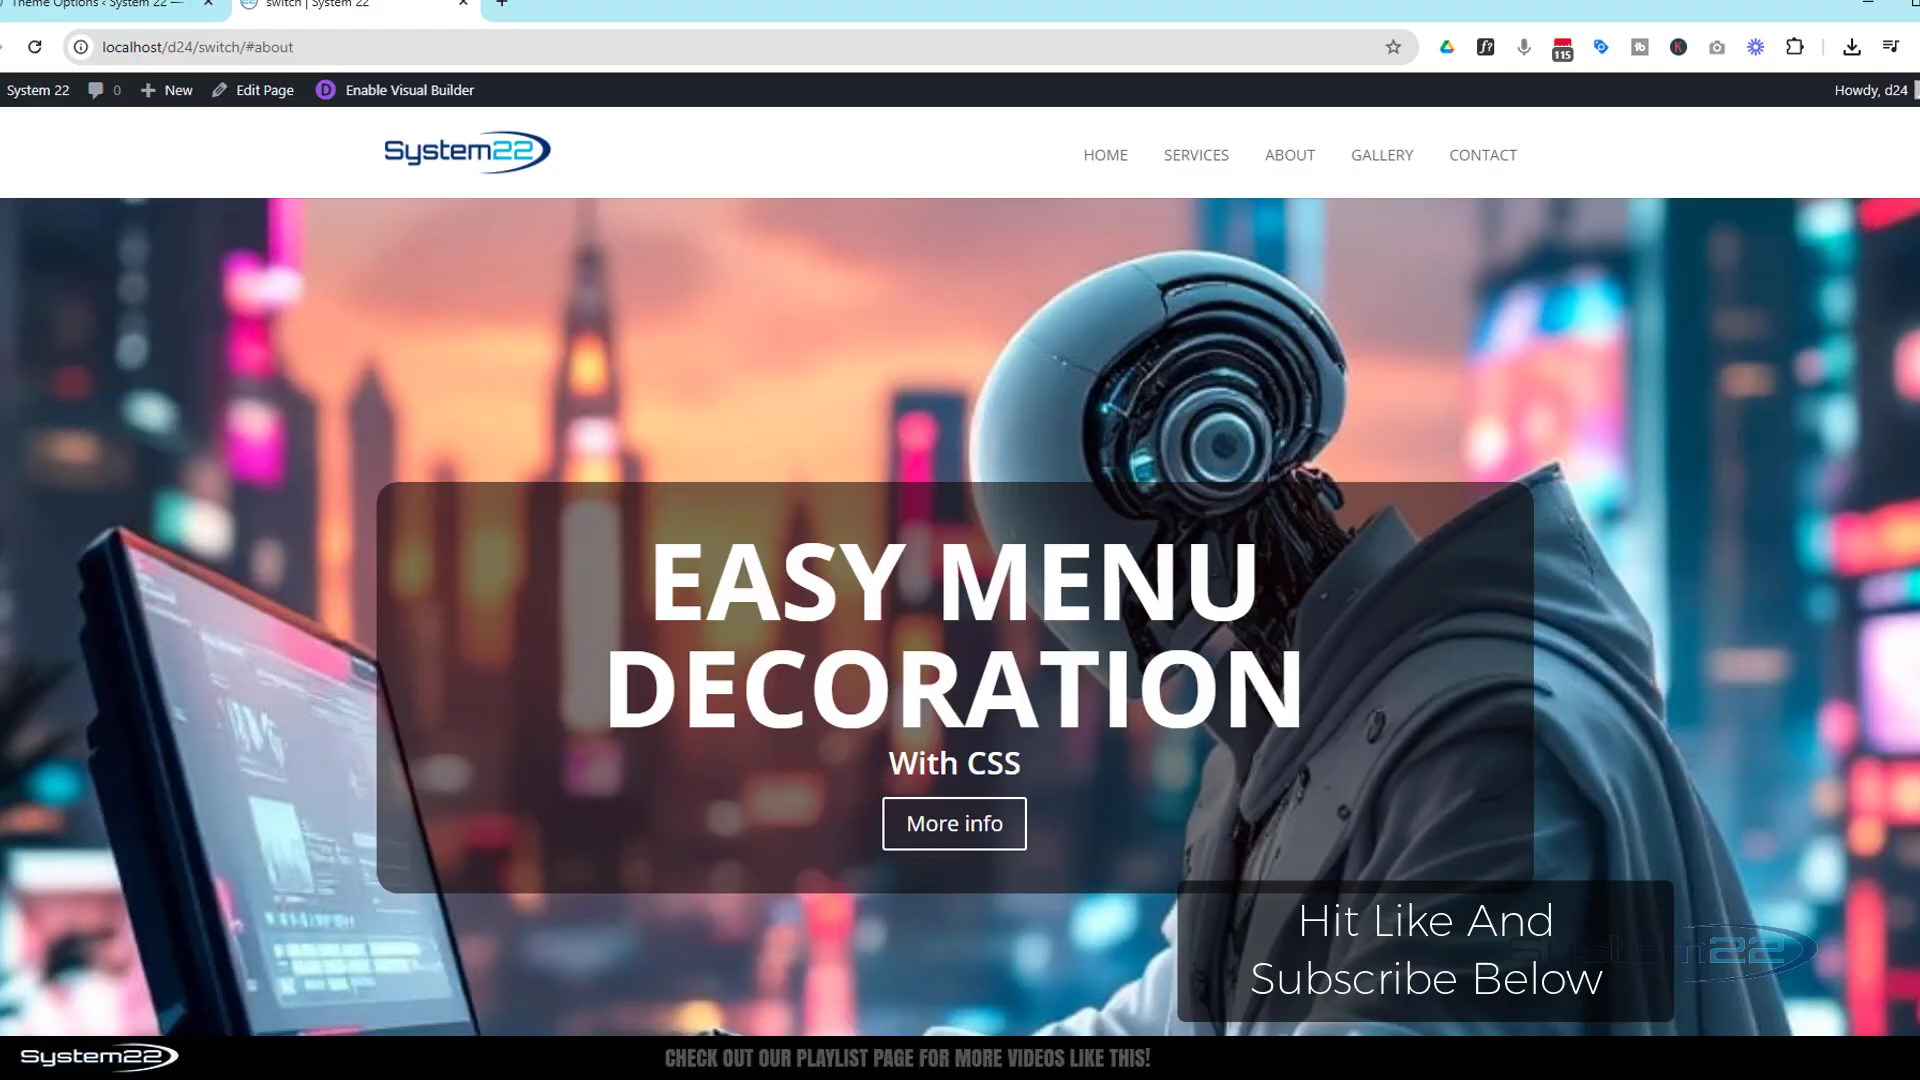 Theme Options ‹ System 22 —
switch | System 22
localhost/d24/switch/#about
115
System 22 0 New Edit Page D Enable Visual Builder Howdy, d24
System22 HOME SERVICES ABOUT GALLERY CONTACT
EASY MENU
DECORATION
With CSS
More info
Hit Like And
Subscribe Below
System22
System22 CHECK OUT OUR PLAYLIST PAGE FOR MORE VIDEOS LIKE THIS!